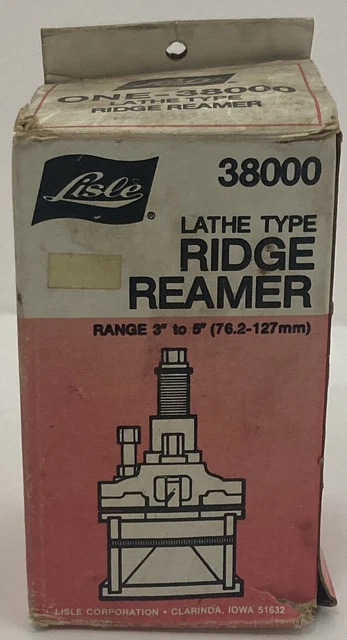 Lisle
ONE-38000
LATHE TYPE
RIDGE REAMER
Lisle®
38000
LATHE TYPE
RIDGE
REAMER
RANGE 3" to 5" (76.2-127mm)
LISLE CORPORATION • CLARINDA, IOWA 51632